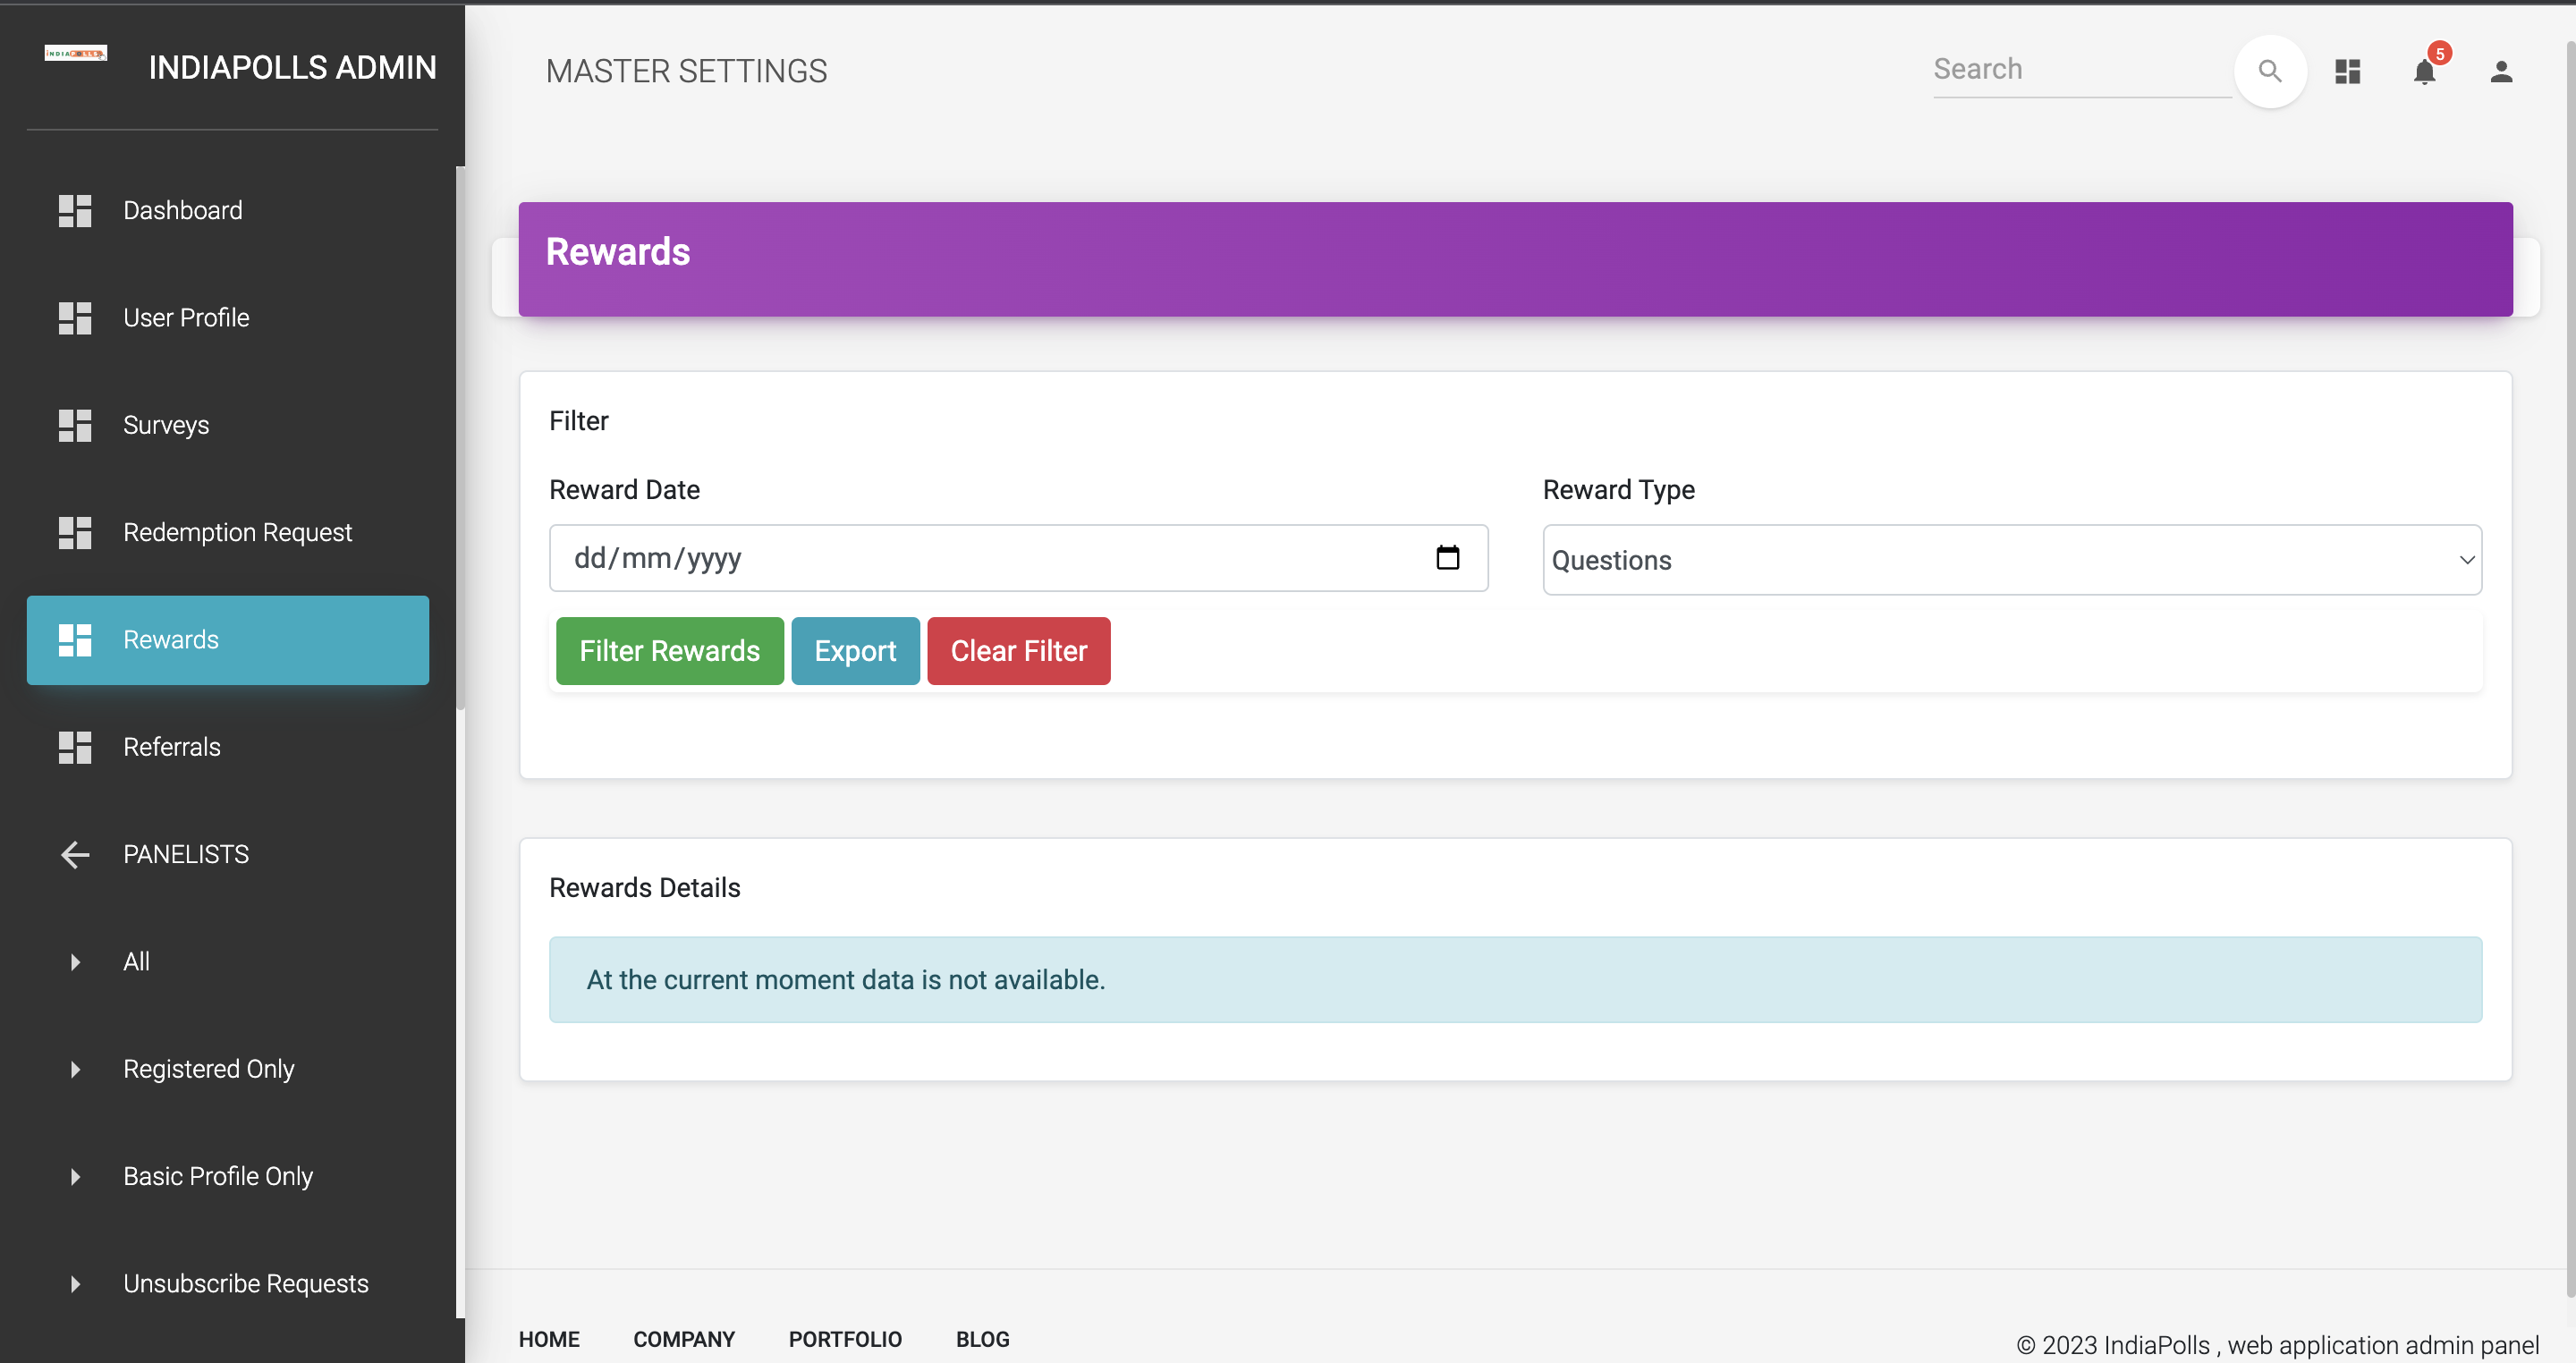 INDIAPOLLS
INDIAPOLLS ADMIN
Dashboard
User Profile
Surveys
Redemption Request
Rewards
Referrals
PANELISTS
All
Registered Only
Basic Profile Only
Unsubscribe Requests
MASTER SETTINGS
Search
5
Rewards
Filter
Reward Date
dd/mm/yyyy
Reward Type
Questions
Filter Rewards
Export
Clear Filter
Rewards Details
At the current moment data is not available.
HOME
COMPANY
PORTFOLIO
BLOG
© 2023 IndiaPolls , web application admin panel